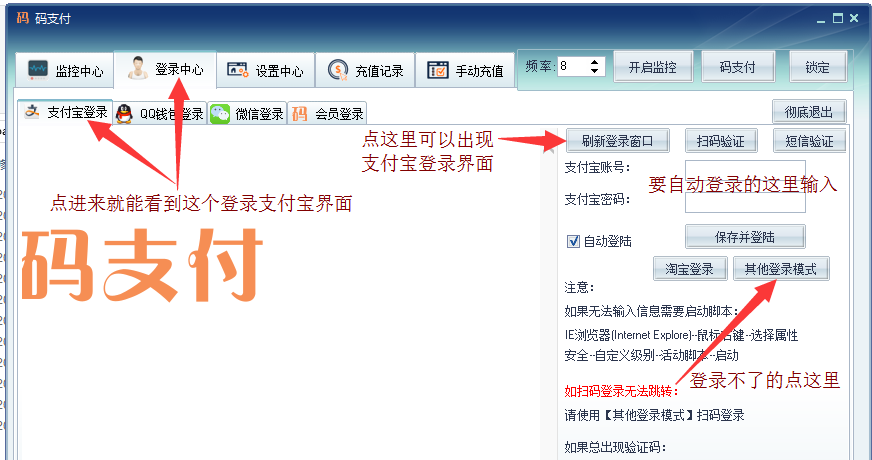 码 码支付
监控中心 登录中心 设置中心 充值记录 手动充值 频率: 8 开启监控 码支付 锁定
支付宝登录 QQ钱包登录 微信登录 码 会员登录 彻底退出
点这里可以出现
支付宝登录界面
刷新登录窗口 扫码验证 短信验证
支付宝账号：
要自动登录的这里输入
支付宝密码：
点进来就能看到这个登录支付宝界面
自动登陆 保存并登陆
码支付
淘宝登录 其他登录模式
注意：
如果无法输入信息需要启动脚本：
IE浏览器(Internet Explore)--鼠标右键--选择属性
安全--自定义级别--活动脚本--启动
登录不了的点这里
如扫码登录无法跳转：
请使用【其他登录模式】扫码登录
如果总出现验证码：